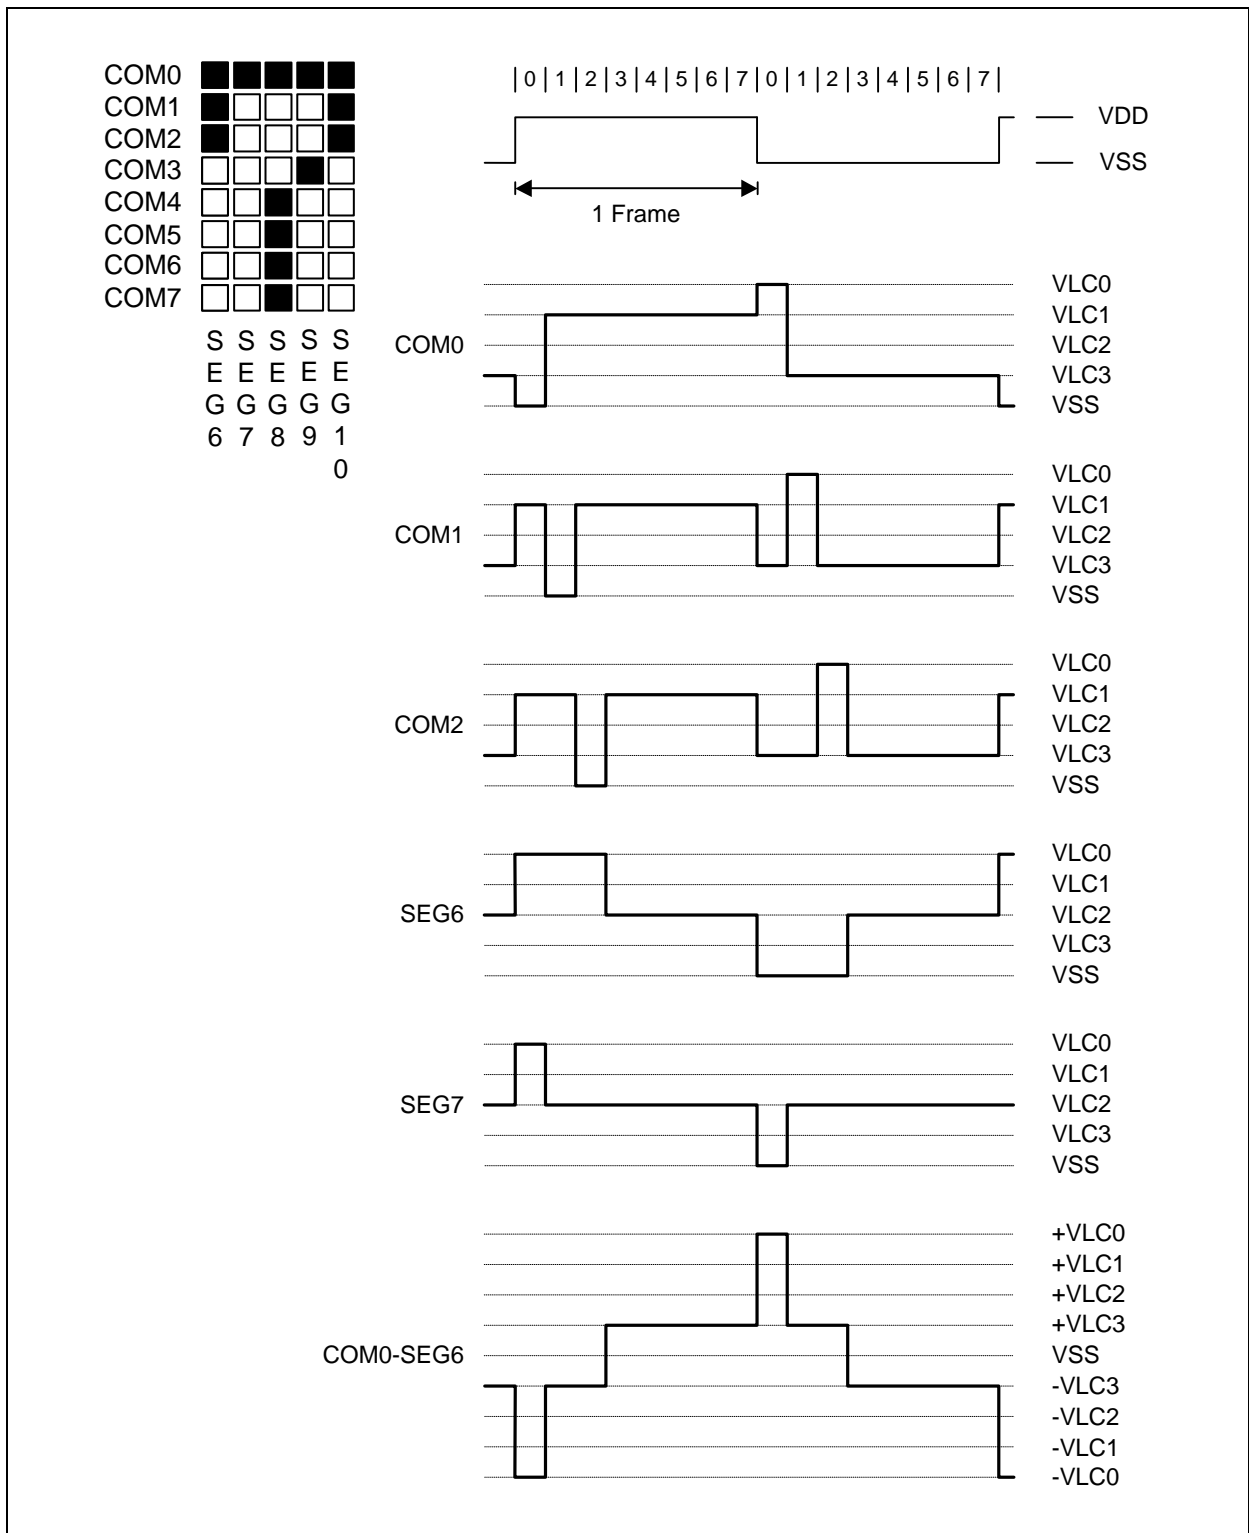 COM0
COM1
COM2
COM3
COM4
COM5
COM6
COM7
S S S S S
E E E E E
G G G G G
6 7 8 9 1
0
0 1 2 3 4 5 6 7 0 1 2 3 4 5 6 7
VDD
VSS
1 Frame
COM0
VLC0
VLC1
VLC2
VLC3
VSS
COM1
VLC0
VLC1
VLC2
VLC3
VSS
COM2
VLC0
VLC1
VLC2
VLC3
VSS
SEG6
VLC0
VLC1
VLC2
VLC3
VSS
SEG7
VLC0
VLC1
VLC2
VLC3
VSS
COM0-SEG6
+VLC0
+VLC1
+VLC2
+VLC3
VSS
-VLC3
-VLC2
-VLC1
-VLC0